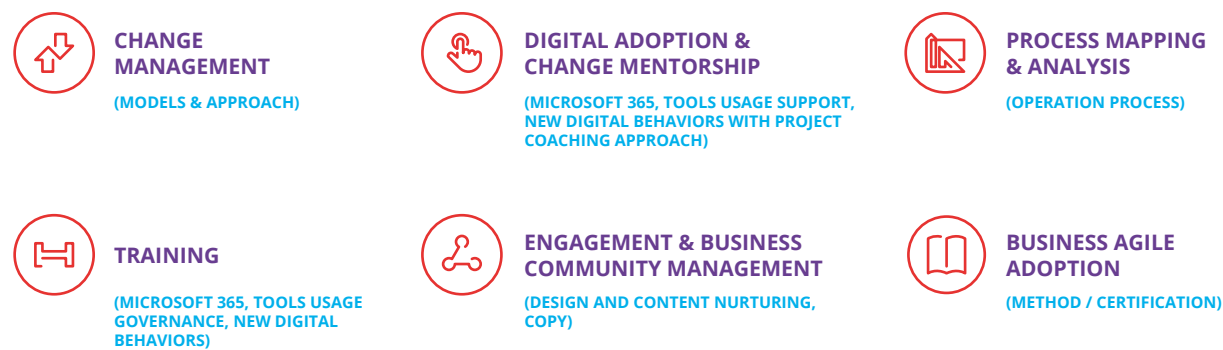 CHANGE
MANAGEMENT
(MODELS & APPROACH)
DIGITAL ADOPTION &
CHANGE MENTORSHIP
(MICROSOFT 365, TOOLS USAGE SUPPORT,
NEW DIGITAL BEHAVIORS WITH PROJECT
COACHING APPROACH)
PROCESS MAPPING
& ANALYSIS
(OPERATION PROCESS)
TRAINING
(MICROSOFT 365, TOOLS USAGE
GOVERNANCE, NEW DIGITAL
BEHAVIORS)
ENGAGEMENT & BUSINESS
COMMUNITY MANAGEMENT
(DESIGN AND CONTENT NURTURING,
COPY)
BUSINESS AGILE
ADOPTION
(METHOD / CERTIFICATION)